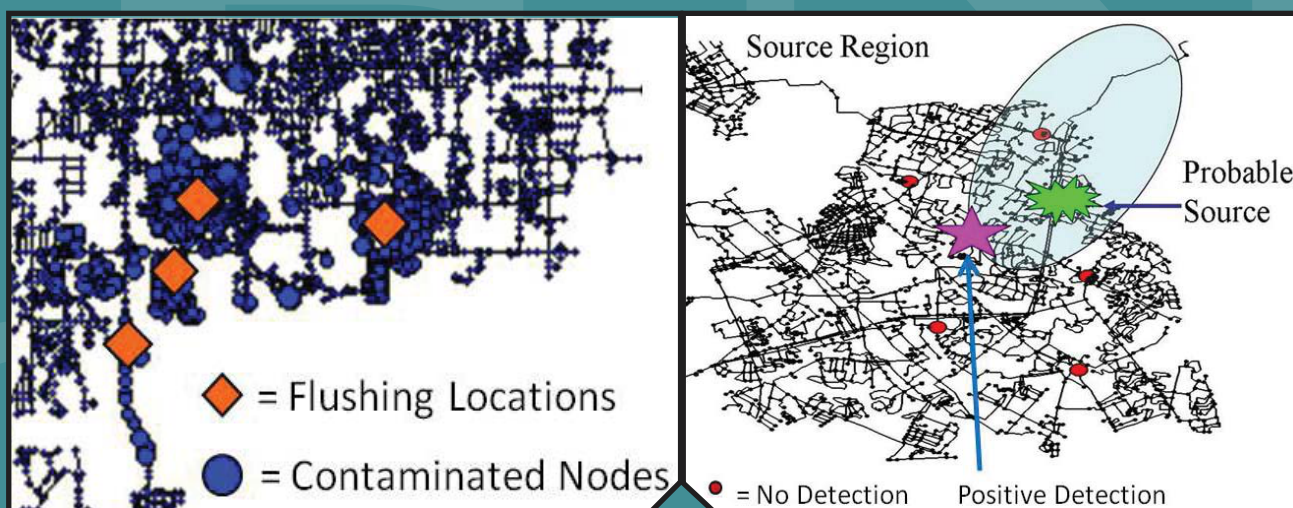 = Flushing Locations
= Contaminated Nodes
Source Region
Probable
Source
= No Detection
Positive Detection